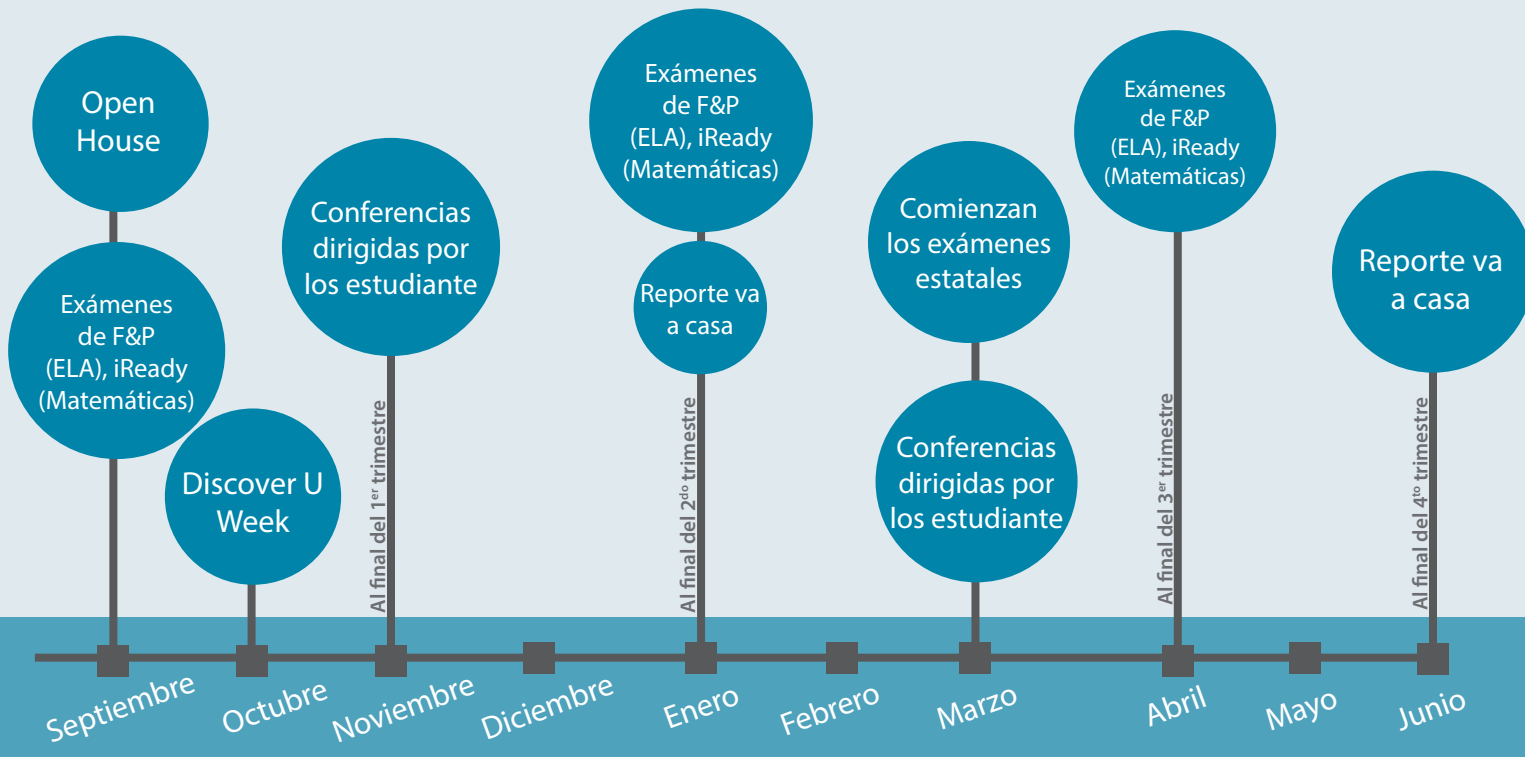 Open
House
Exámenes
de F&P
(ELA), iReady
(Matemáticas)
Discover U
Week
Conferencias
dirigidas por
los estudiante
Al final del 1er trimestre
Exámenes
de F&P
(ELA), iReady
(Matemáticas)
Reporte va
a casa
Al final del 2do trimestre
Comienzan
los exámenes
estatales
Conferencias
dirigidas por
los estudiante
Exámenes
de F&P
(ELA), iReady
(Matemáticas)
Al final del 3er trimestre
Reporte va
a casa
Al final del 4to trimestre
Septiembre
Octubre
Noviembre
Diciembre
Enero
Febrero
Marzo
Abril
Mayo
Junio